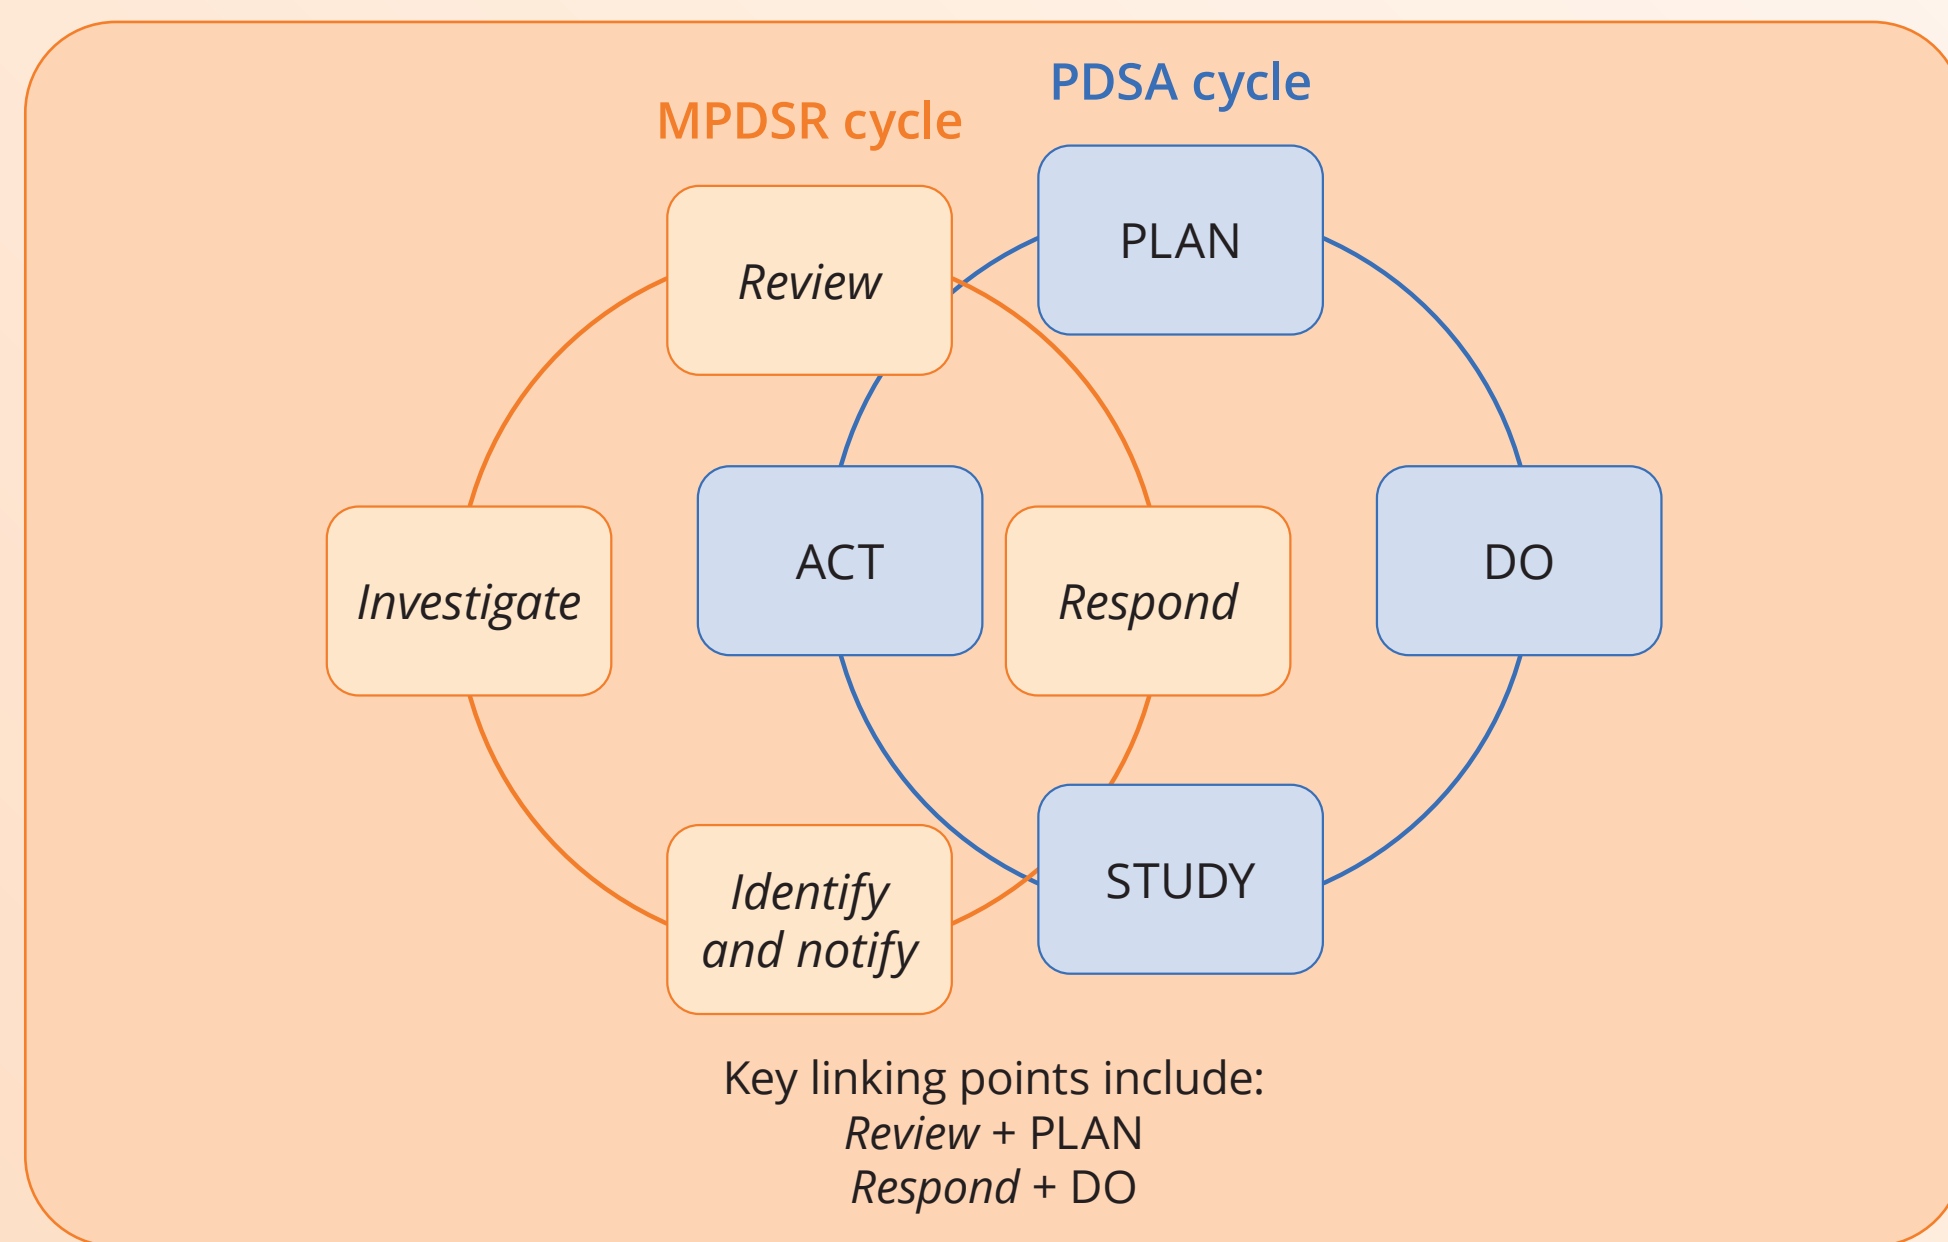 PDSA cycle
MPDSR cycle
PLAN
Review
ACT
DO
Investigate
Respond
STUDY
Identify
and notify
Key linking points include:
Review + PLAN
Respond + DO